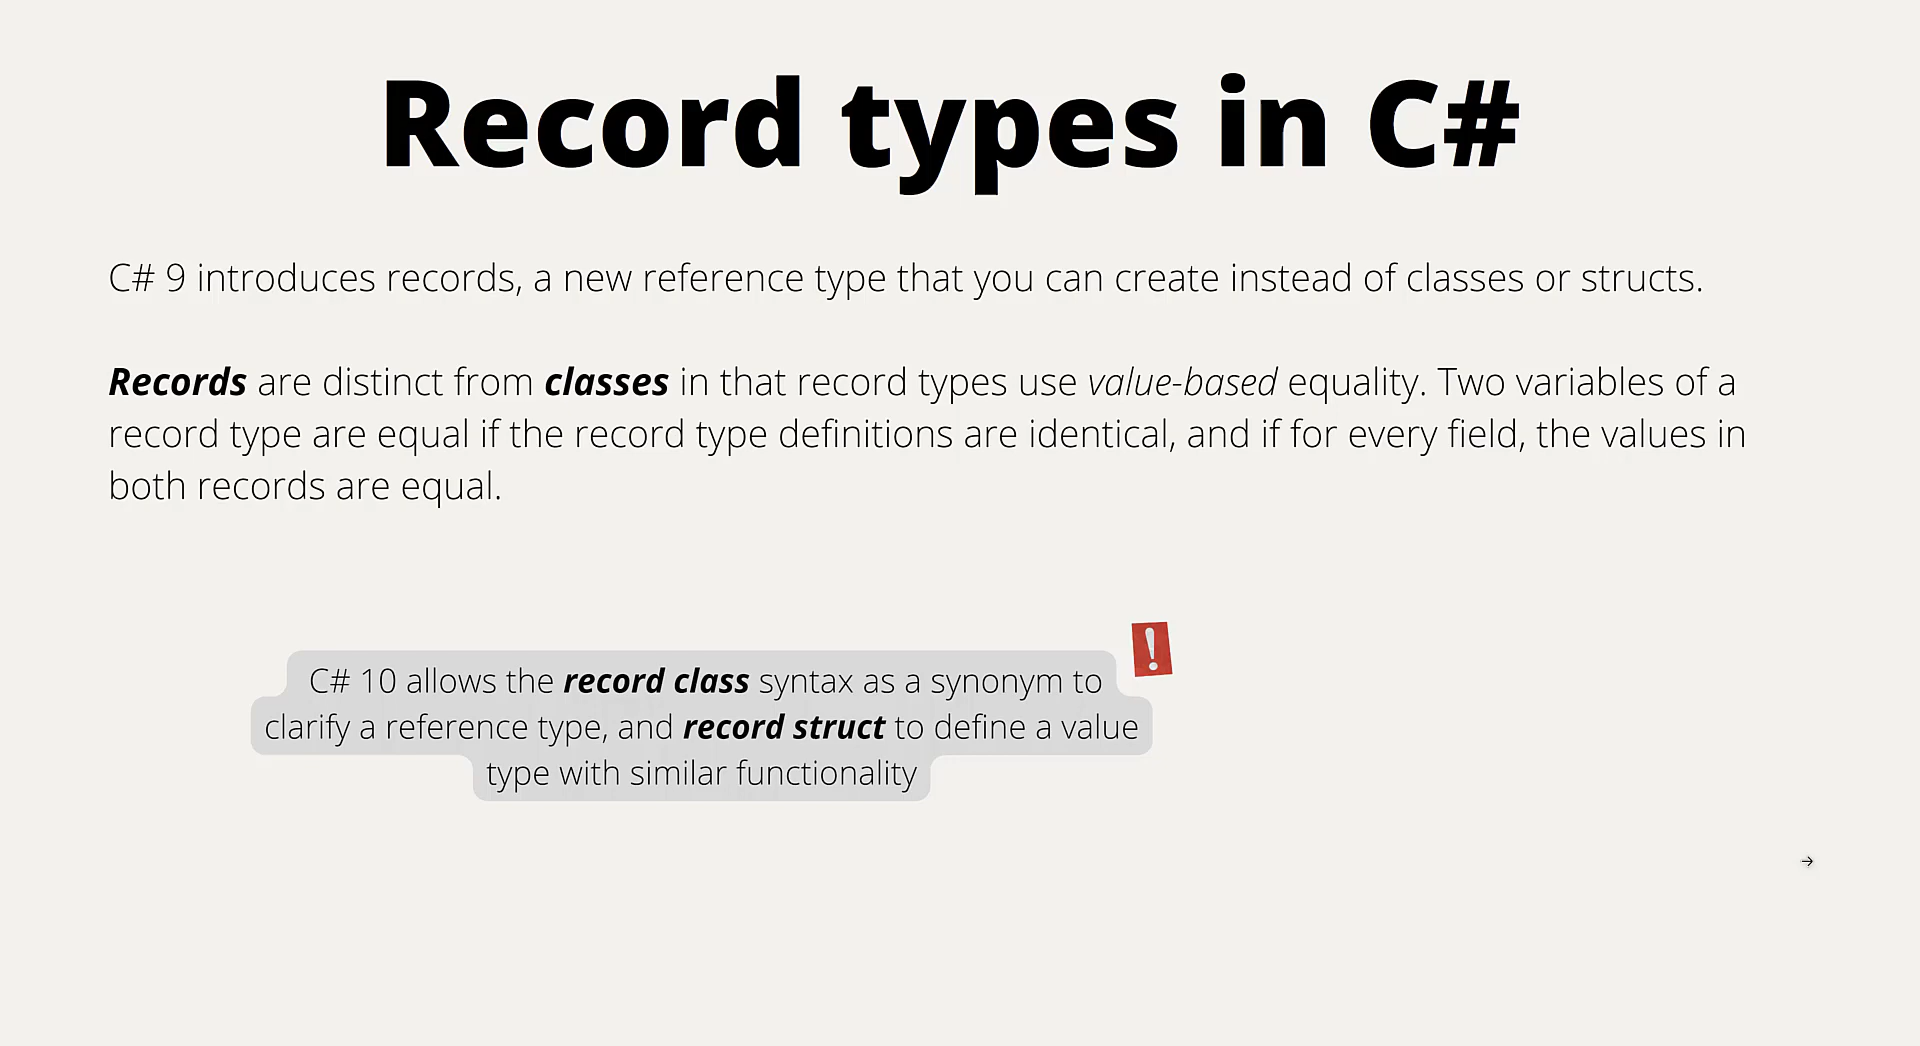 Record types in C#
C# 9 introduces records, a new reference type that you can create instead of classes or structs.
Records are distinct from classes in that record types use value-based equality. Two variables of a
record type are equal if the record type definitions are identical, and if for every field, the values in
both records are equal.
!
C# 10 allows the record class syntax as a synonym to
clarify a reference type, and record struct to define a value
type with similar functionality